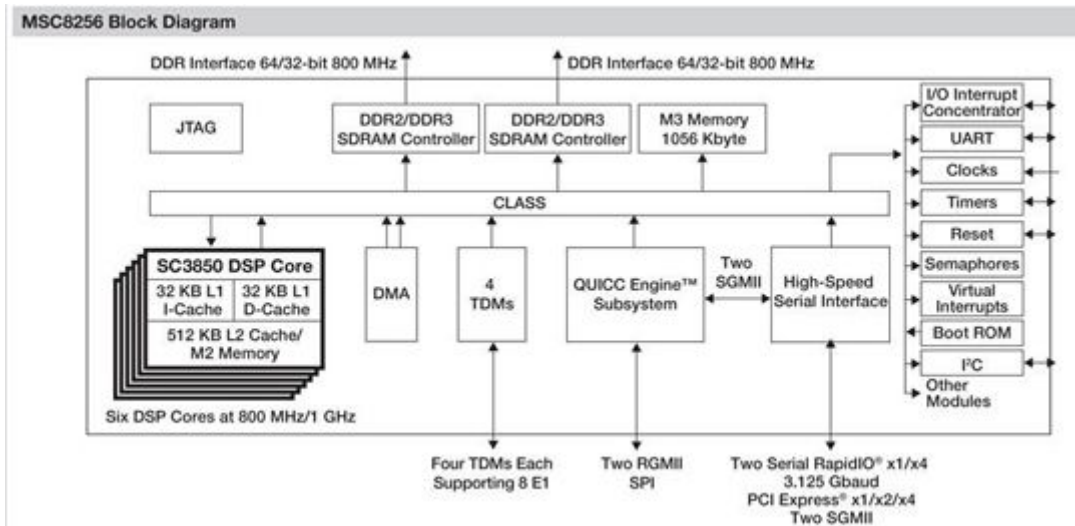 MSC8256 Block Diagram
DDR Interface 64/32-bit 800 MHz
DDR Interface 64/32-bit 800 MHz
JTAG
DDR2/DDR3
SDRAM Controller
DDR2/DDR3
SDRAM Controller
M3 Memory
1056 Kbyte
I/O Interrupt
Concentrator
UART
Clocks
Timers
Reset
Semaphores
Virtual
Interrupts
Boot ROM
I²C
Other
Modules
CLASS
SC3850 DSP Core
32 KB L1
I-Cache
32 KB L1
D-Cache
512 KB L2 Cache/
M2 Memory
Six DSP Cores at 800 MHz/1 GHz
DMA
4
TDMs
QUICC Engine™
Subsystem
Two
SGMII
High-Speed
Serial Interface
Four TDMs Each
Supporting 8 E1
Two RGMII
SPI
Two Serial RapidIO® x1/x4
3.125 Gbaud
PCI Express® x1/x2/x4
Two SGMII